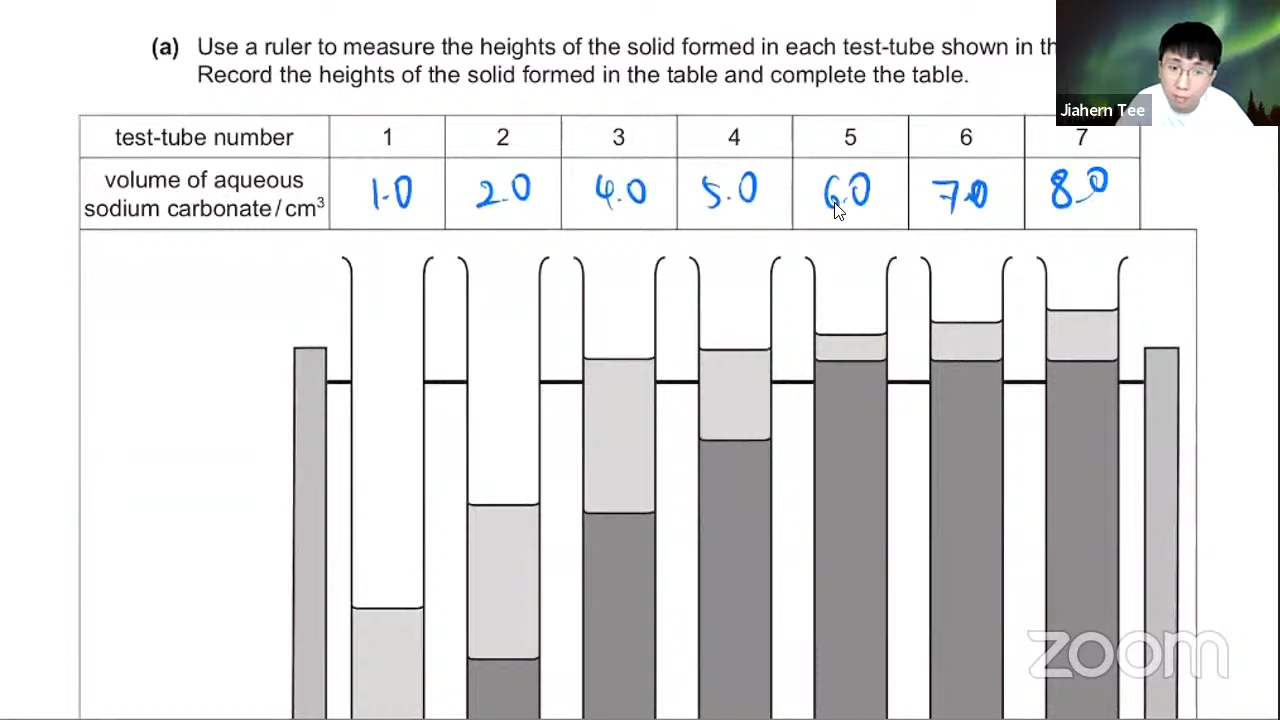 (a) Use a ruler to measure the heights of the solid formed in each test-tube shown in th
Record the heights of the solid formed in the table and complete the table.
Jiahern Tee
test-tube number 1 2 3 4 5 6 7
volume of aqueous
sodium carbonate/cm³ 1.0 2.0 4.0 5.0 6.0 7.0 8.0
zoom